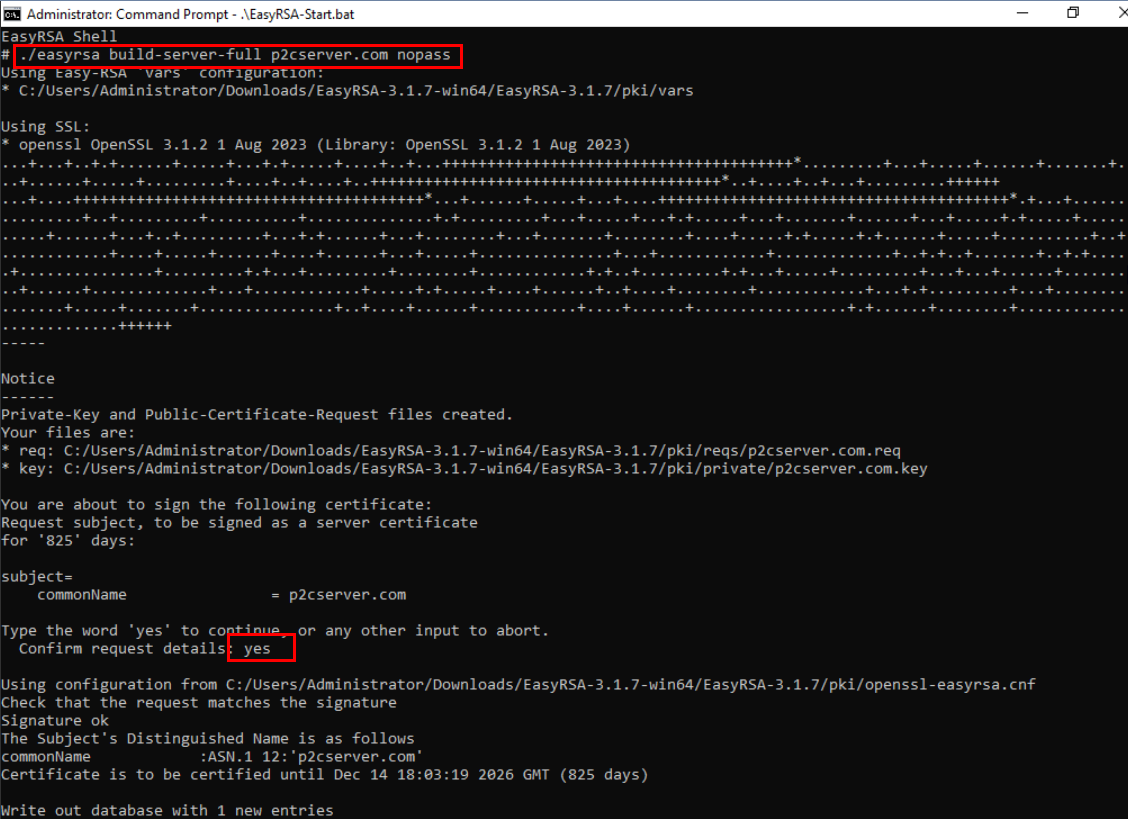 Administrator: Command Prompt - .\EasyRSA-Start.bat
EasyRSA Shell
# ./easyrsa build-server-full p2cserver.com nopass
Using Easy-RSA 'vars' configuration:
* C:/Users/Administrator/Downloads/EasyRSA-3.1.7-win64/EasyRSA-3.1.7/pki/vars
Using SSL:
* openssl OpenSSL 3.1.2 1 Aug 2023 (Library: OpenSSL 3.1.2 1 Aug 2023)
-----
Notice
------
Private-Key and Public-Certificate-Request files created.
Your files are:
* req: C:/Users/Administrator/Downloads/EasyRSA-3.1.7-win64/EasyRSA-3.1.7/pki/reqs/p2cserver.com.req
* key: C:/Users/Administrator/Downloads/EasyRSA-3.1.7-win64/EasyRSA-3.1.7/pki/private/p2cserver.com.key
You are about to sign the following certificate:
Request subject, to be signed as a server certificate
for '825' days:
subject=
commonName = p2cserver.com
Type the word 'yes' to continue, or any other input to abort.
Confirm request details: yes
Using configuration from C:/Users/Administrator/Downloads/EasyRSA-3.1.7-win64/EasyRSA-3.1.7/pki/openssl-easyrsa.cnf
Check that the request matches the signature
Signature ok
The Subject's Distinguished Name is as follows
commonName :ASN.1 12:'p2cserver.com'
Certificate is to be certified until Dec 14 18:03:19 2026 GMT (825 days)
Write out database with 1 new entries